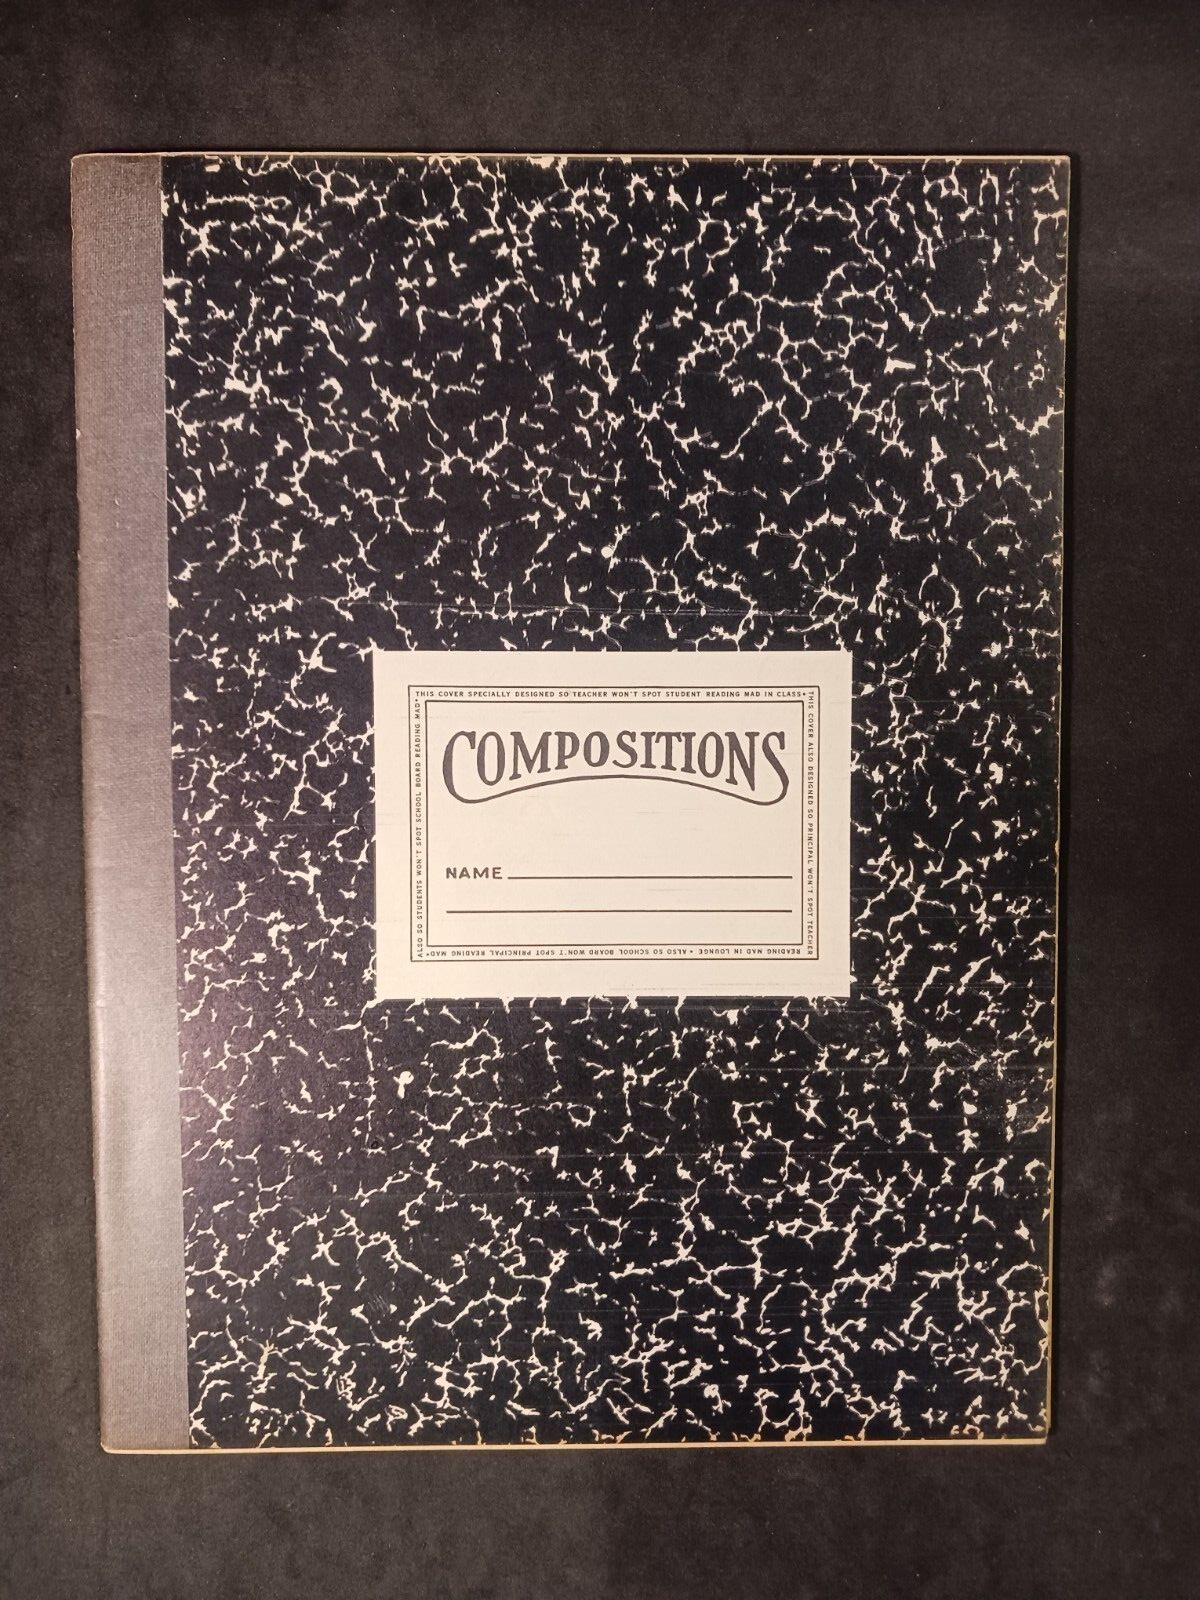 THIS COVER SPECIALLY DESIGNED SO TEACHER WON'T SPOT STUDENT READING MAD IN CLASS •
THIS COVER ALSO DESIGNED SO PRINCIPAL WON'T SPOT TEACHER
READING MAD IN LOUNGE • ALSO SO SCHOOL BOARD WON'T SPOT PRINCIPAL READING MAD •
ALSO SO STUDENTS WON'T SPOT SCHOOL BOARD READING MAD •
COMPOSITIONS
NAME